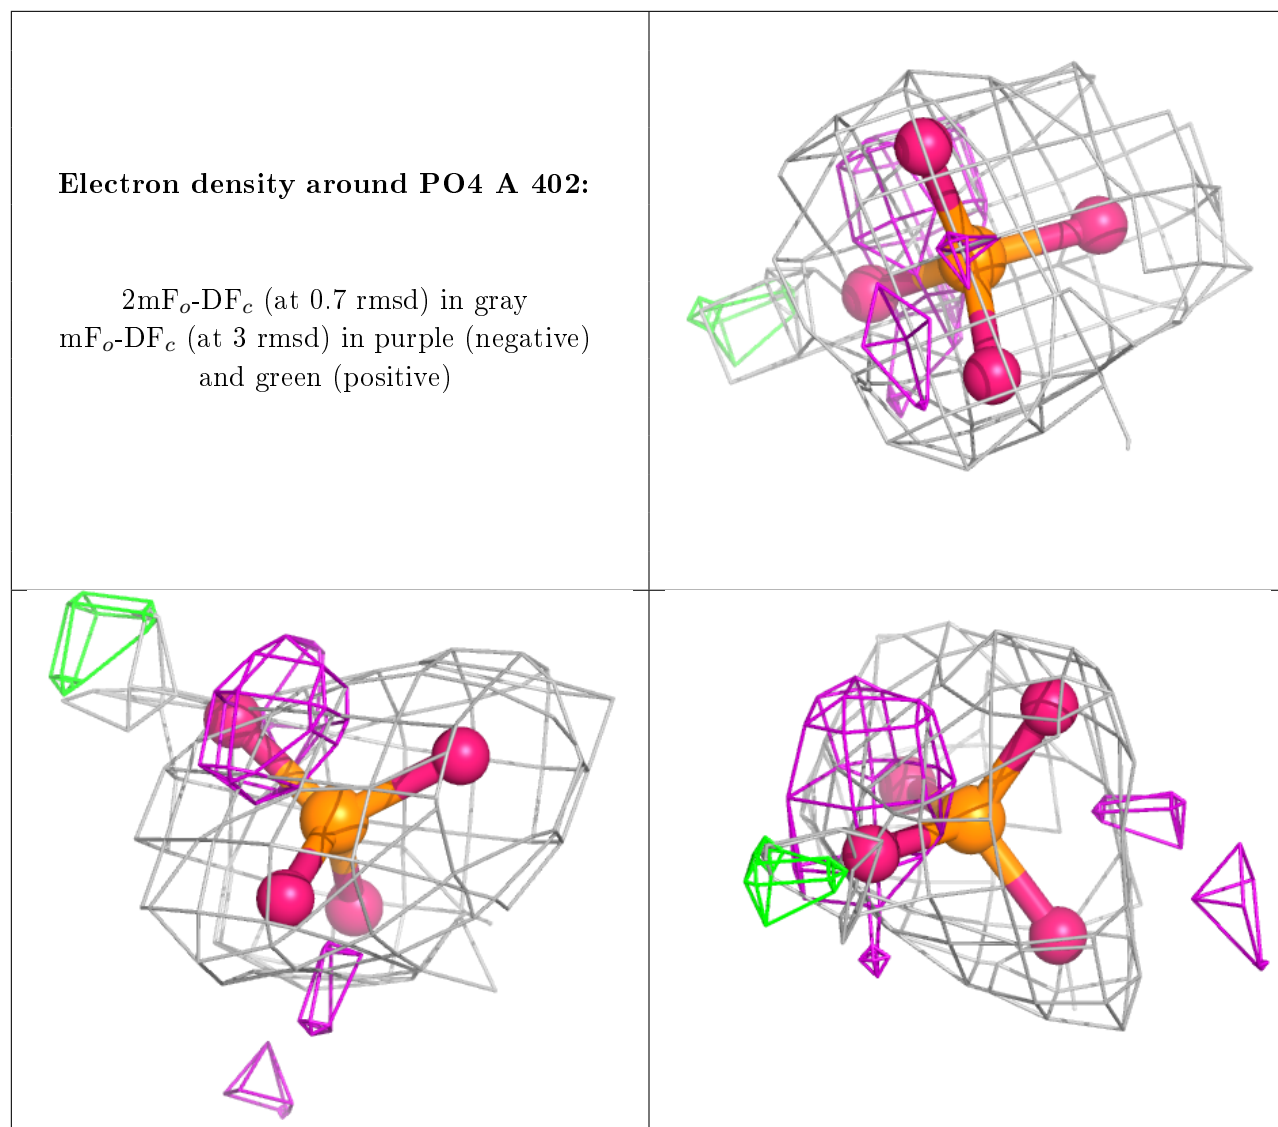 Electron density around PO4 A 402:
2mFo-DFc (at 0.7 rmsd) in gray
mFo-DFc (at 3 rmsd) in purple (negative)
and green (positive)